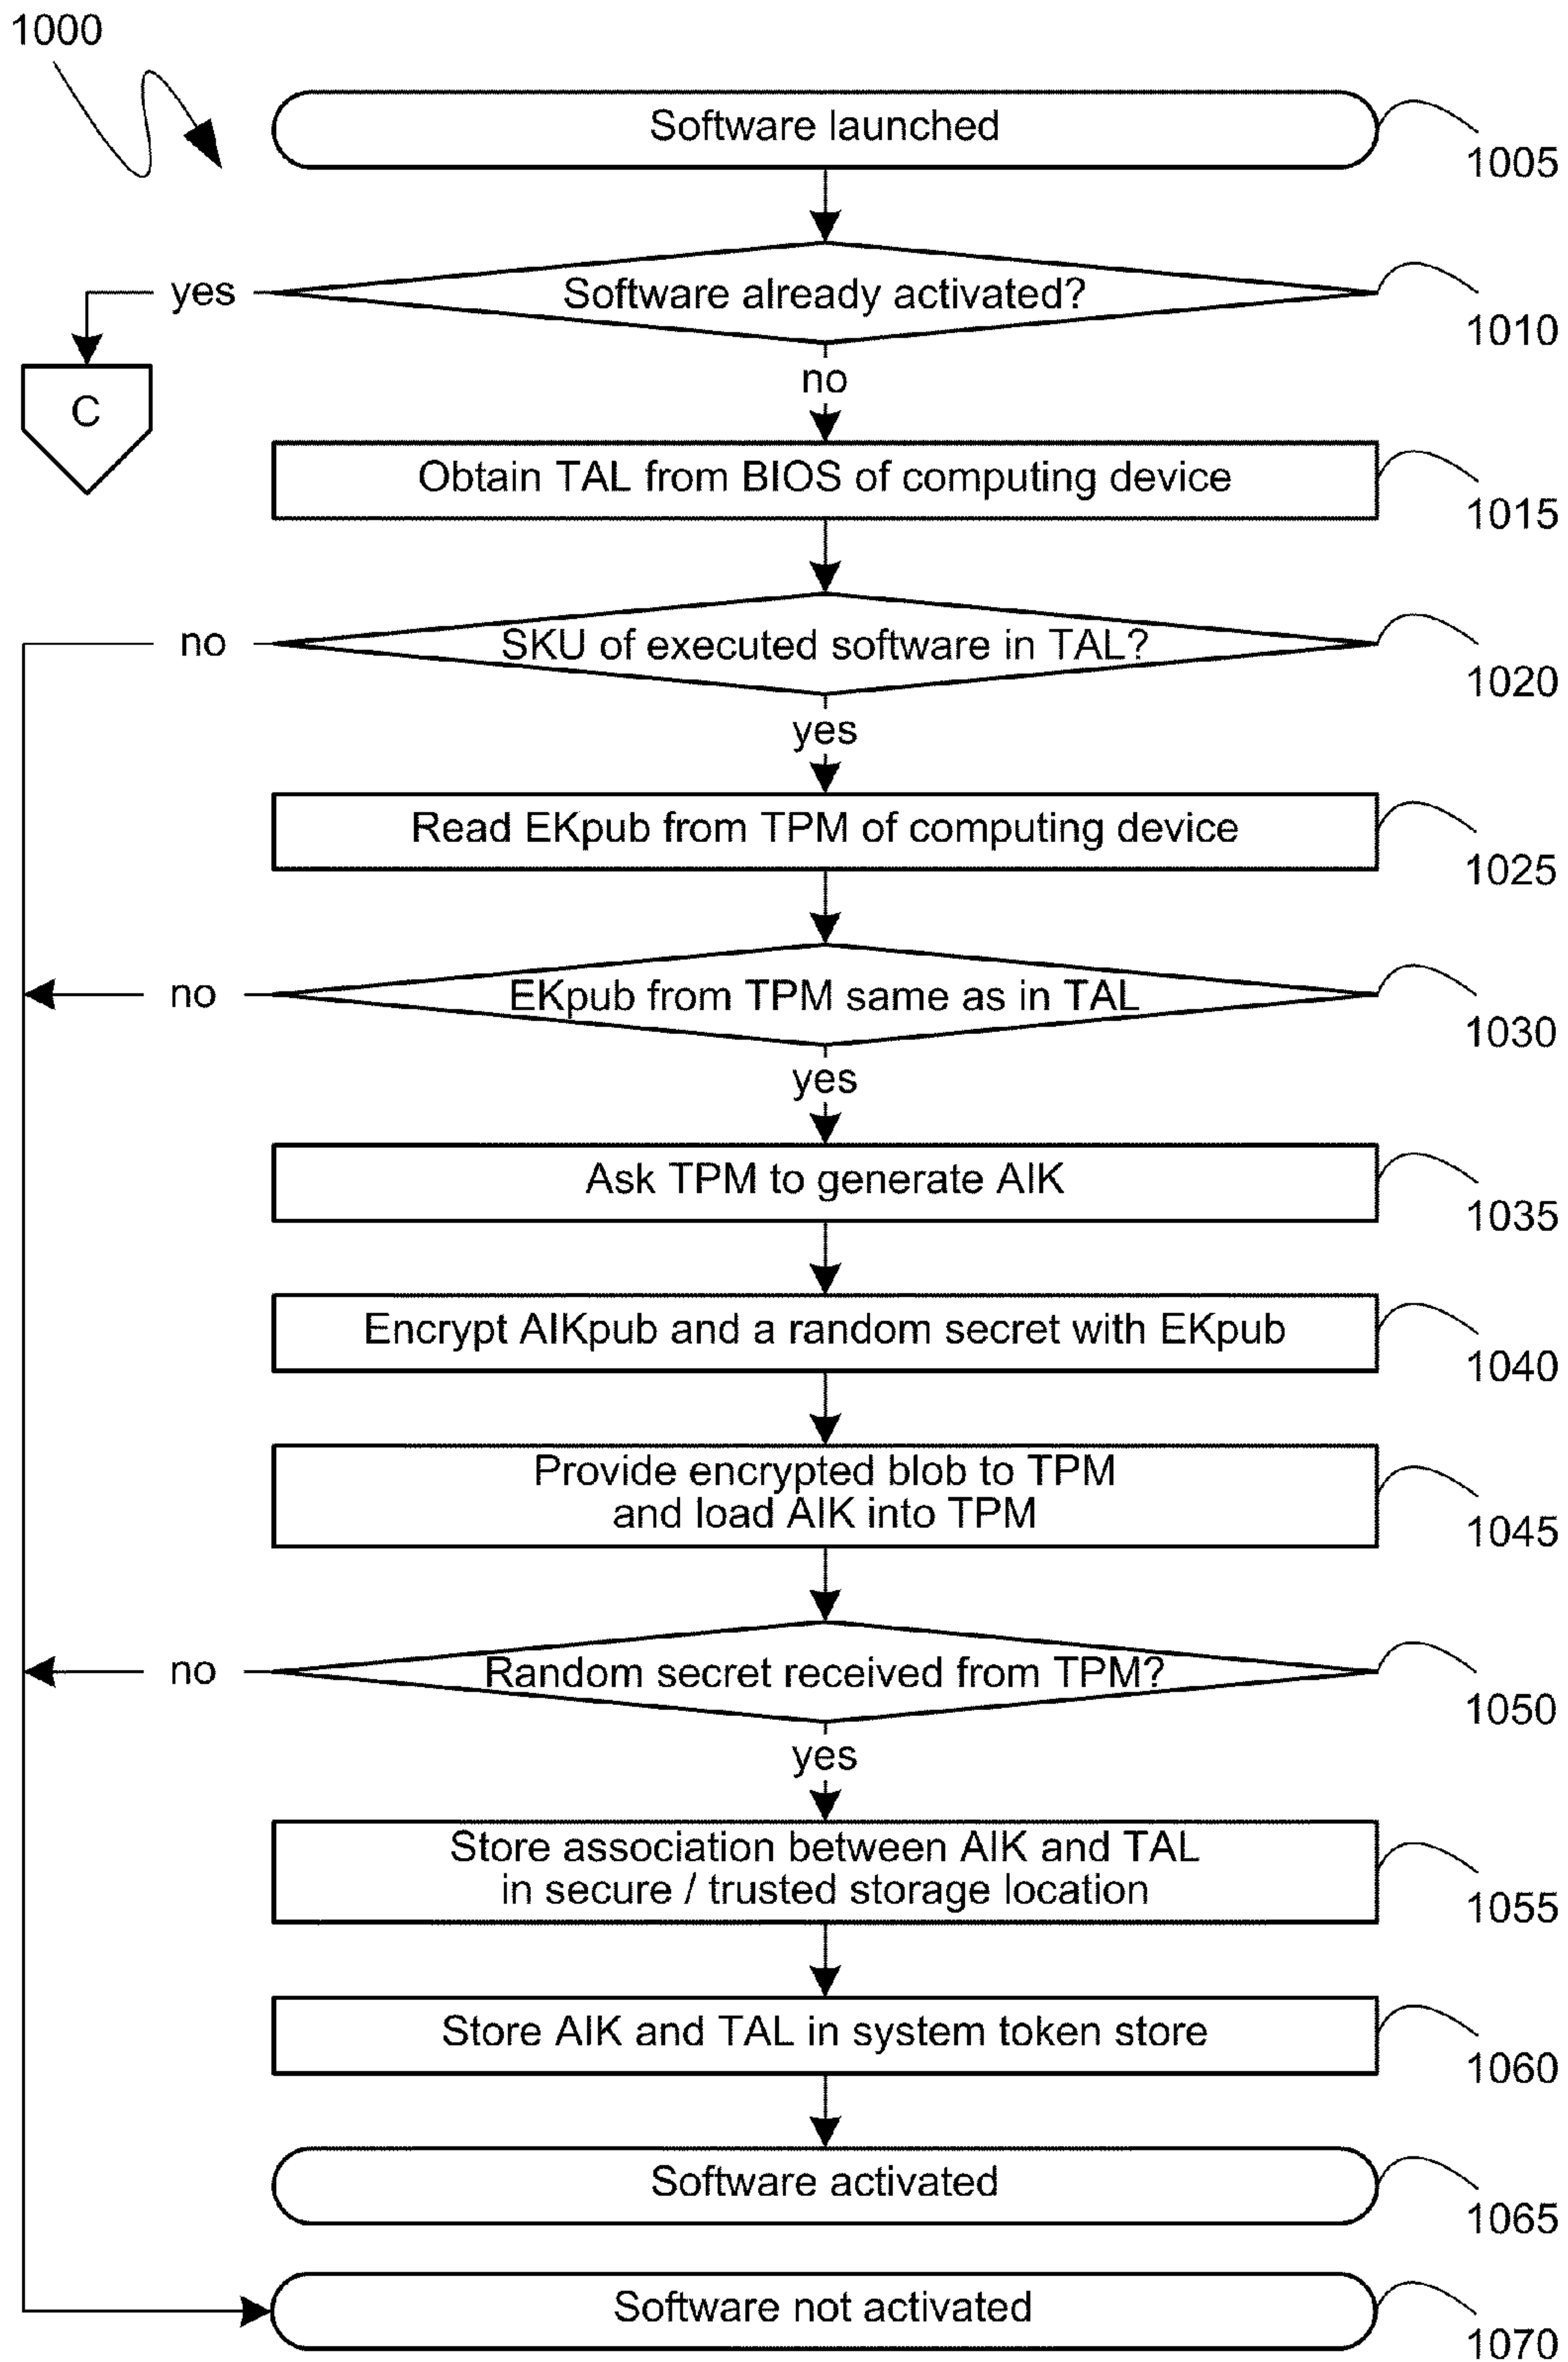 1000
Software launched
1005
Software already activated?
yes
1010
no
C
Obtain TAL from BIOS of computing device
1015
SKU of executed software in TAL?
no
1020
yes
Read EKpub from TPM of computing device
1025
EKpub from TPM same as in TAL
no
1030
yes
Ask TPM to generate AIK
1035
Encrypt AIKpub and a random secret with EKpub
1040
Provide encrypted blob to TPM
and load AIK into TPM
1045
Random secret received from TPM?
no
1050
yes
Store association between AIK and TAL
in secure / trusted storage location
1055
Store AIK and TAL in system token store
1060
Software activated
1065
Software not activated
1070